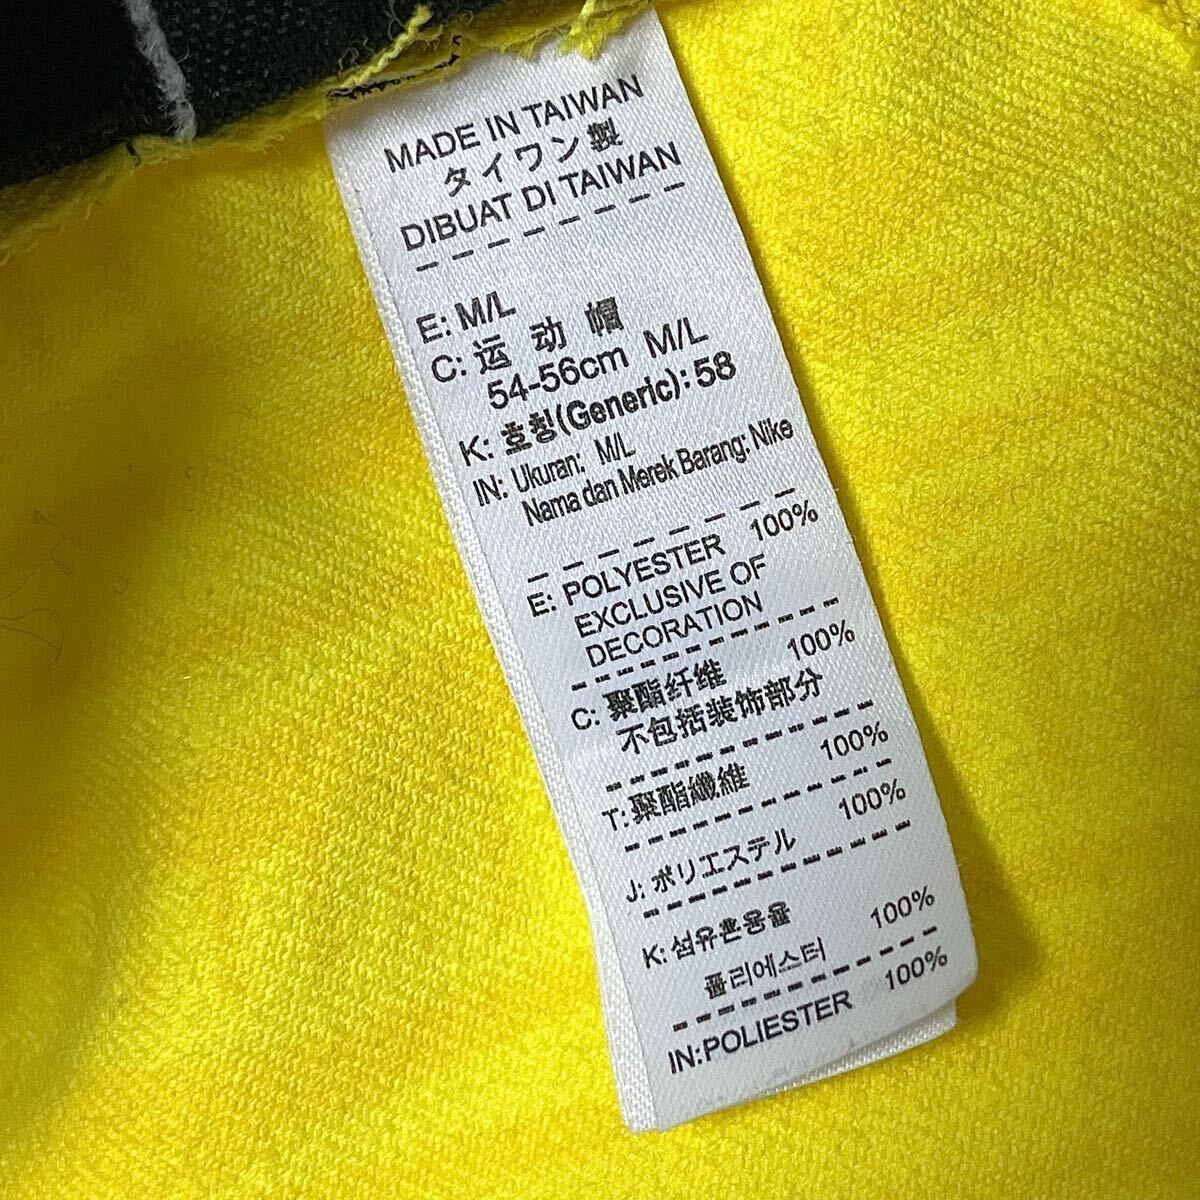 MADE IN TAIWAN
タイワン製
DIBUAT DI TAIWAN
E: M/L
C: 运动帽
54-56cm M/L
K: 호칭(Generic): 58
IN: Ukuran: M/L
Nama dan Merek Barang: Nike
E: POLYESTER 100%
EXCLUSIVE OF
DECORATION
C: 聚酯纤维 100%
不包括装饰部分
T: 聚酯纖維 100%
J: ポリエステル 100%
K: 섬유혼용율
폴리에스터 100%
IN:POLIESTER 100%